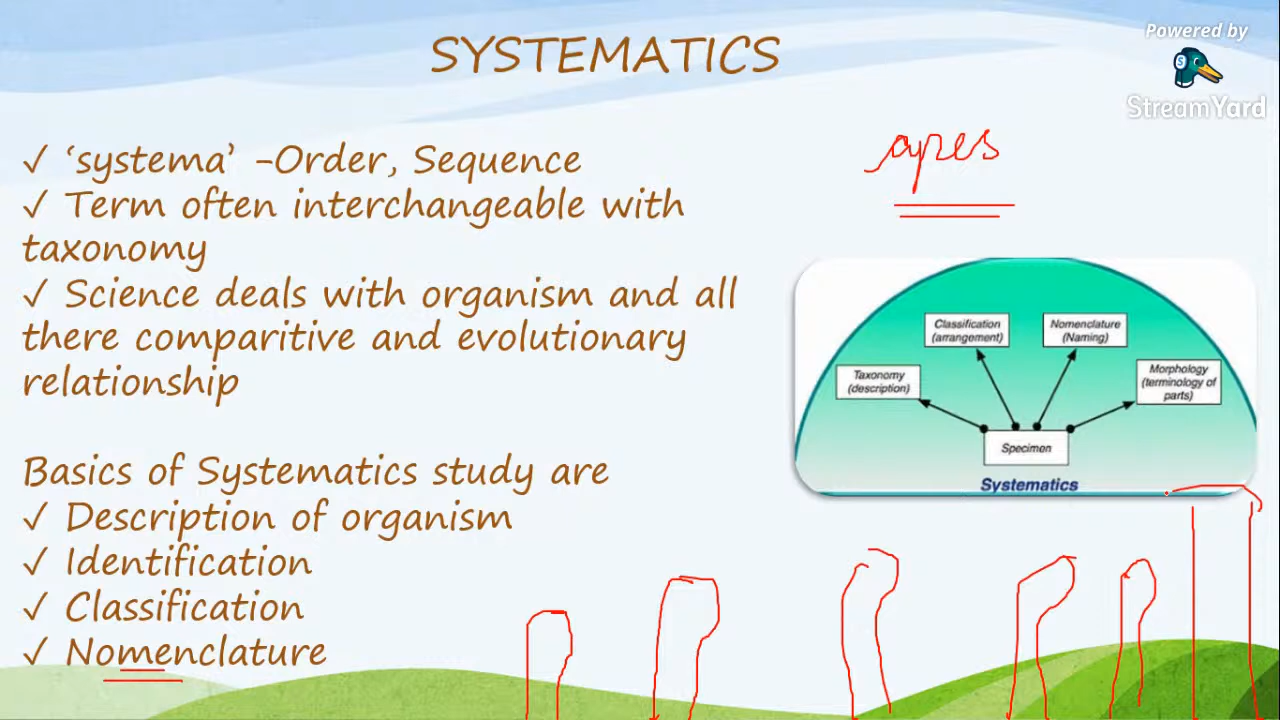 SYSTEMATICS
Powered by
StreamYard
✓ ‘systema’ -Order, Sequence
✓ Term often interchangeable with
taxonomy
✓ Science deals with organism and all
there comparitive and evolutionary
relationship
Basics of Systematics study are
✓ Description of organism
✓ Identification
✓ Classification
✓ Nomenclature
apes
Classification
(arrangement)
Nomenclature
(Naming)
Taxonomy
(description)
Morphology
(terminology of
parts)
Specimen
Systematics